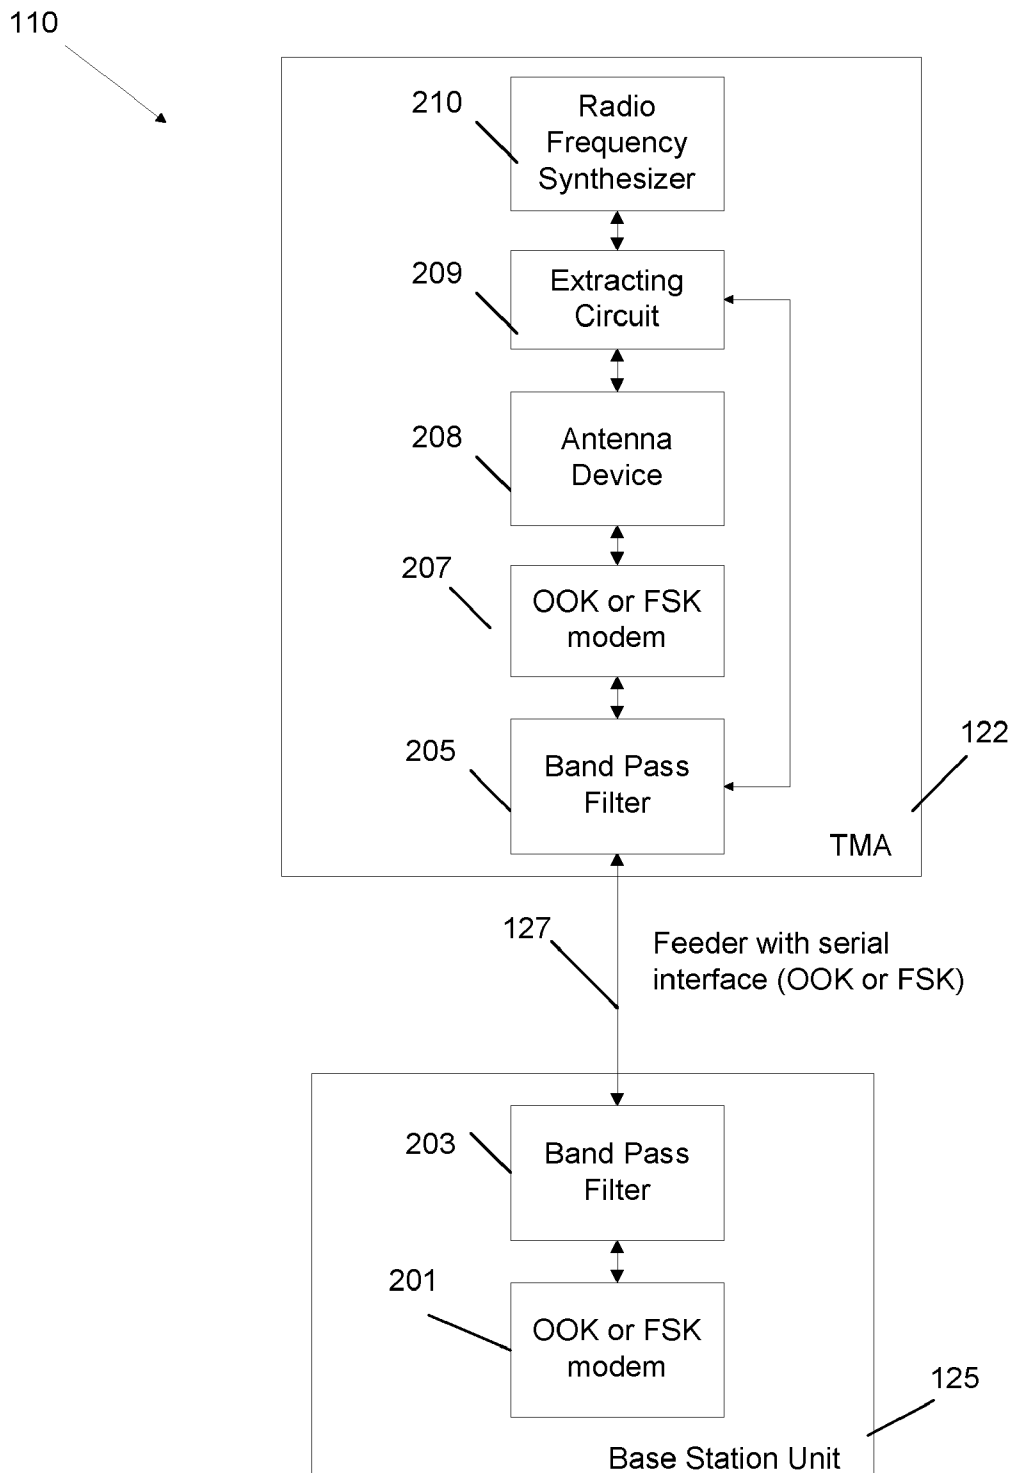 110
210
Radio
Frequency
Synthesizer
209
Extracting
Circuit
208
Antenna
Device
207
OOK or FSK
modem
205
Band Pass
Filter
122
TMA
127
Feeder with serial
interface (OOK or FSK)
203
Band Pass
Filter
201
OOK or FSK
modem
125
Base Station Unit